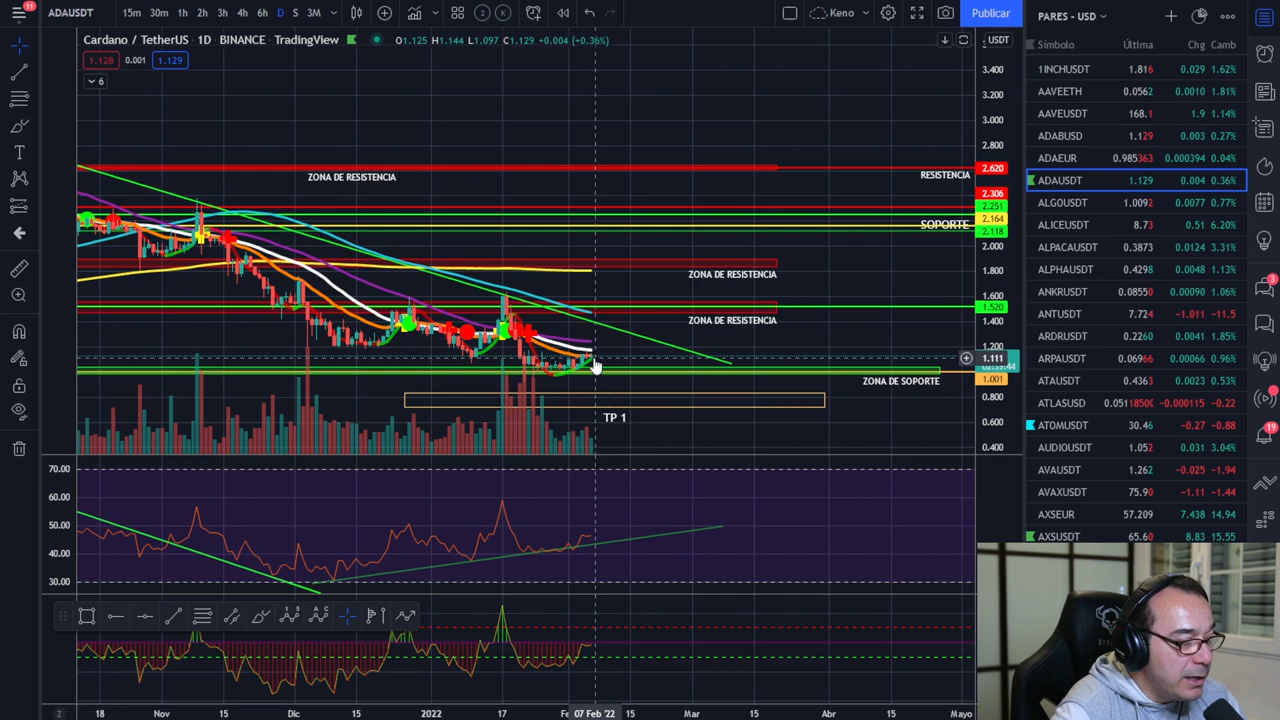 11
ADAUSDT
15m 30m 1h 2h 3h 4h 6h D S 3M
2
K
Keno
Publicar
PARES - USD
Cardano / TetherUS · 1D · BINANCE · TradingView
O1.125 H1.144 L1.097 C1.129 +0.004 (+0.36%)
USDT
1.128
0.001
1.129
6
Símbolo Última Chg Camb
1INCHUSDT 1.816 0.029 1.62%
AAVEETH 0.0562 0.0010 1.81%
AAVEUSDT 168.1 1.9 1.14%
ADABUSD 1.129 0.003 0.27%
ADAEUR 0.985363 0.000394 0.04%
ADAUSDT 1.129 0.004 0.36%
ALGOUSDT 1.0092 0.0077 0.77%
ALICEUSDT 8.73 0.51 6.20%
ALPACAUSDT 0.3873 0.0124 3.31%
ALPHAUSDT 0.4298 0.0048 1.13%
ANKRUSDT 0.0855 0.00090 1.06%
ANTUSDT 7.724 -1.011 -11.5
ARDRUSDT 0.2260 0.0041 1.85%
ARPAUSDT 0.06966 0.00066 0.96%
ATAUSDT 0.4363 0.0023 0.53%
ATLASUSD 0.0511850 -0.000115 -0.22
ATOMUSDT 30.46 -0.27 -0.88
AUDIOUSDT 1.052 0.031 3.04%
AVAUSDT 1.262 -0.025 -1.94
AVAXUSDT 75.90 -1.11 -1.44
AXSEUR 57.209 7.438 14.94
AXSUSDT 65.60 8.83 15.55
3.400
3.200
3.000
2.800
2.620
2.306
2.251
2.164
2.118
2.000
1.800
1.600
1.520
1.400
1.200
1.111
1.001
0.800
0.600
0.400
ZONA DE RESISTENCIA
RESISTENCIA
SOPORTE
ZONA DE RESISTENCIA
ZONA DE RESISTENCIA
ZONA DE SOPORTE
TP 1
70.00
60.00
50.00
40.00
30.00
3
19
Z
18 Nov 15 Dic 15 2022 17 Fe 07 Feb '22 15 Mar 15 Abr 15 Mayo